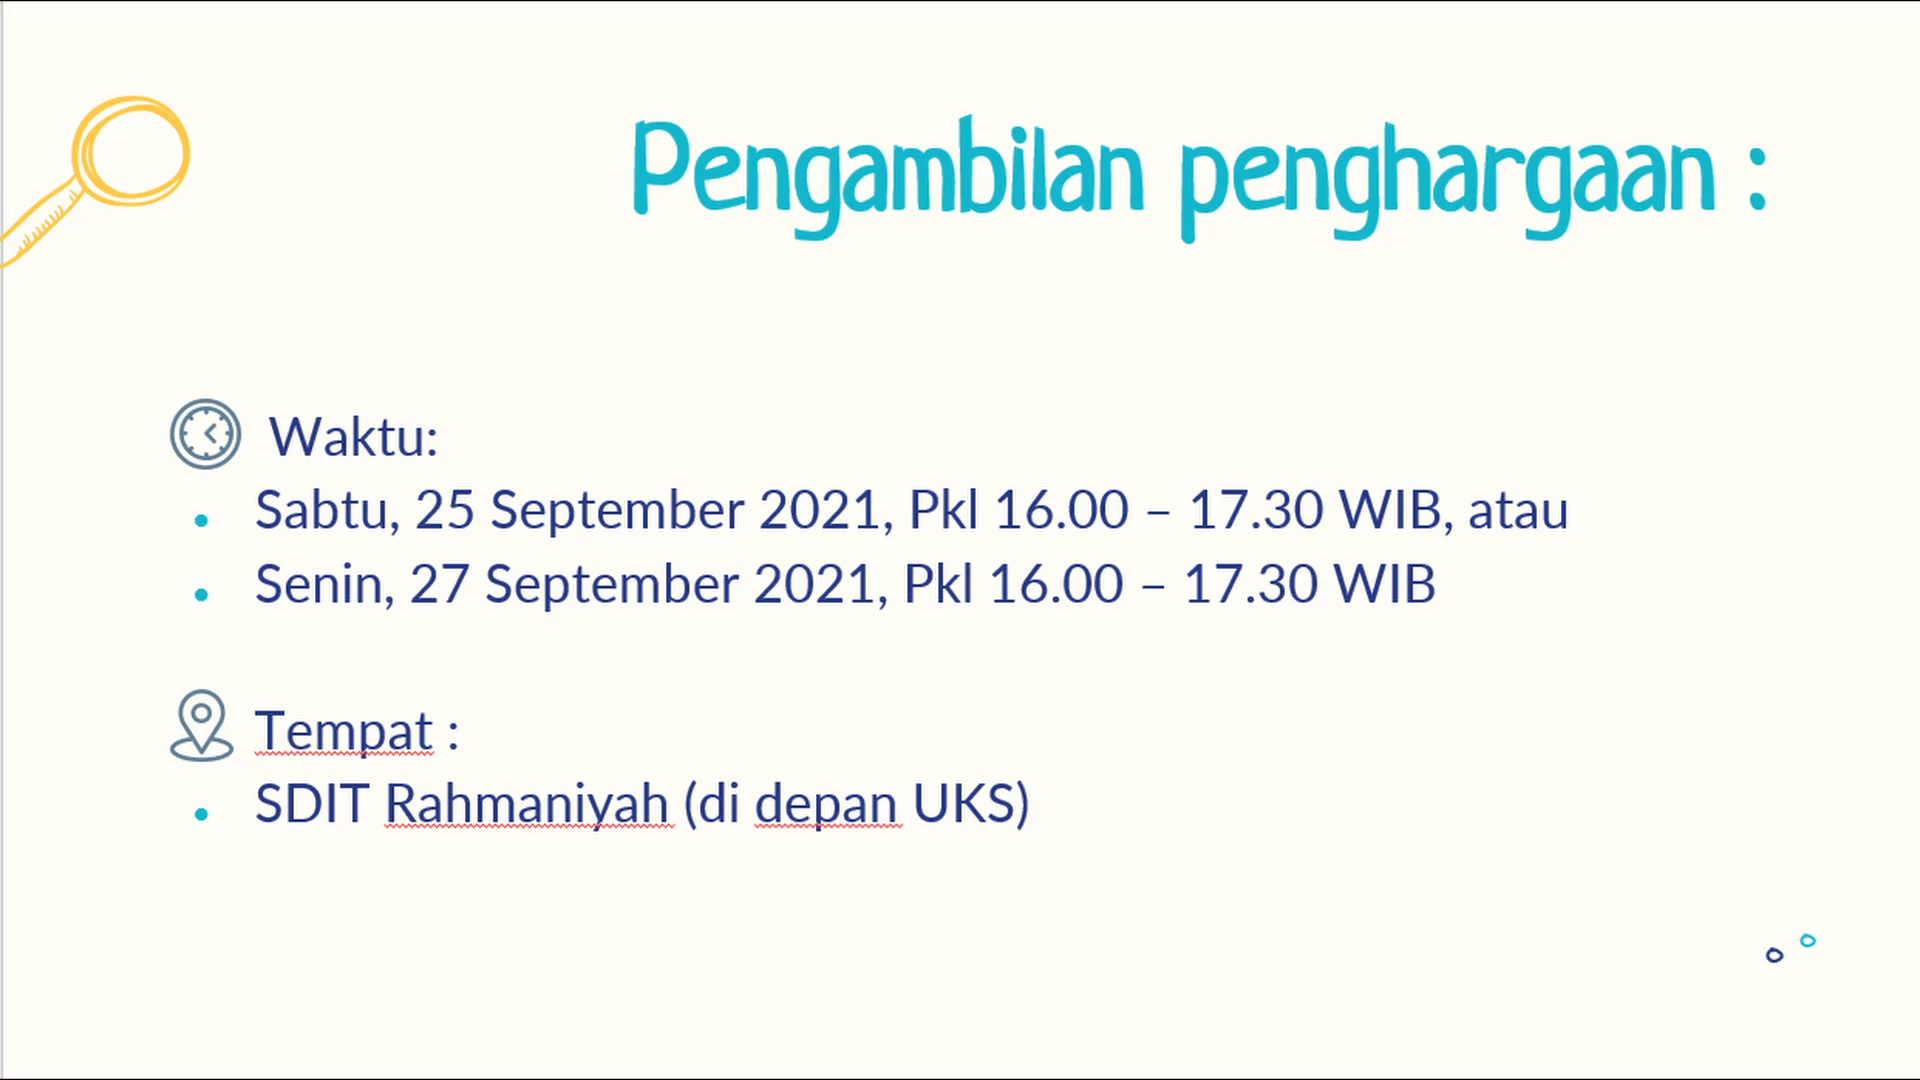 Pengambilan penghargaan :
Waktu:
• Sabtu, 25 September 2021, Pkl 16.00 – 17.30 WIB, atau
• Senin, 27 September 2021, Pkl 16.00 – 17.30 WIB
Tempat :
• SDIT Rahmaniyah (di depan UKS)